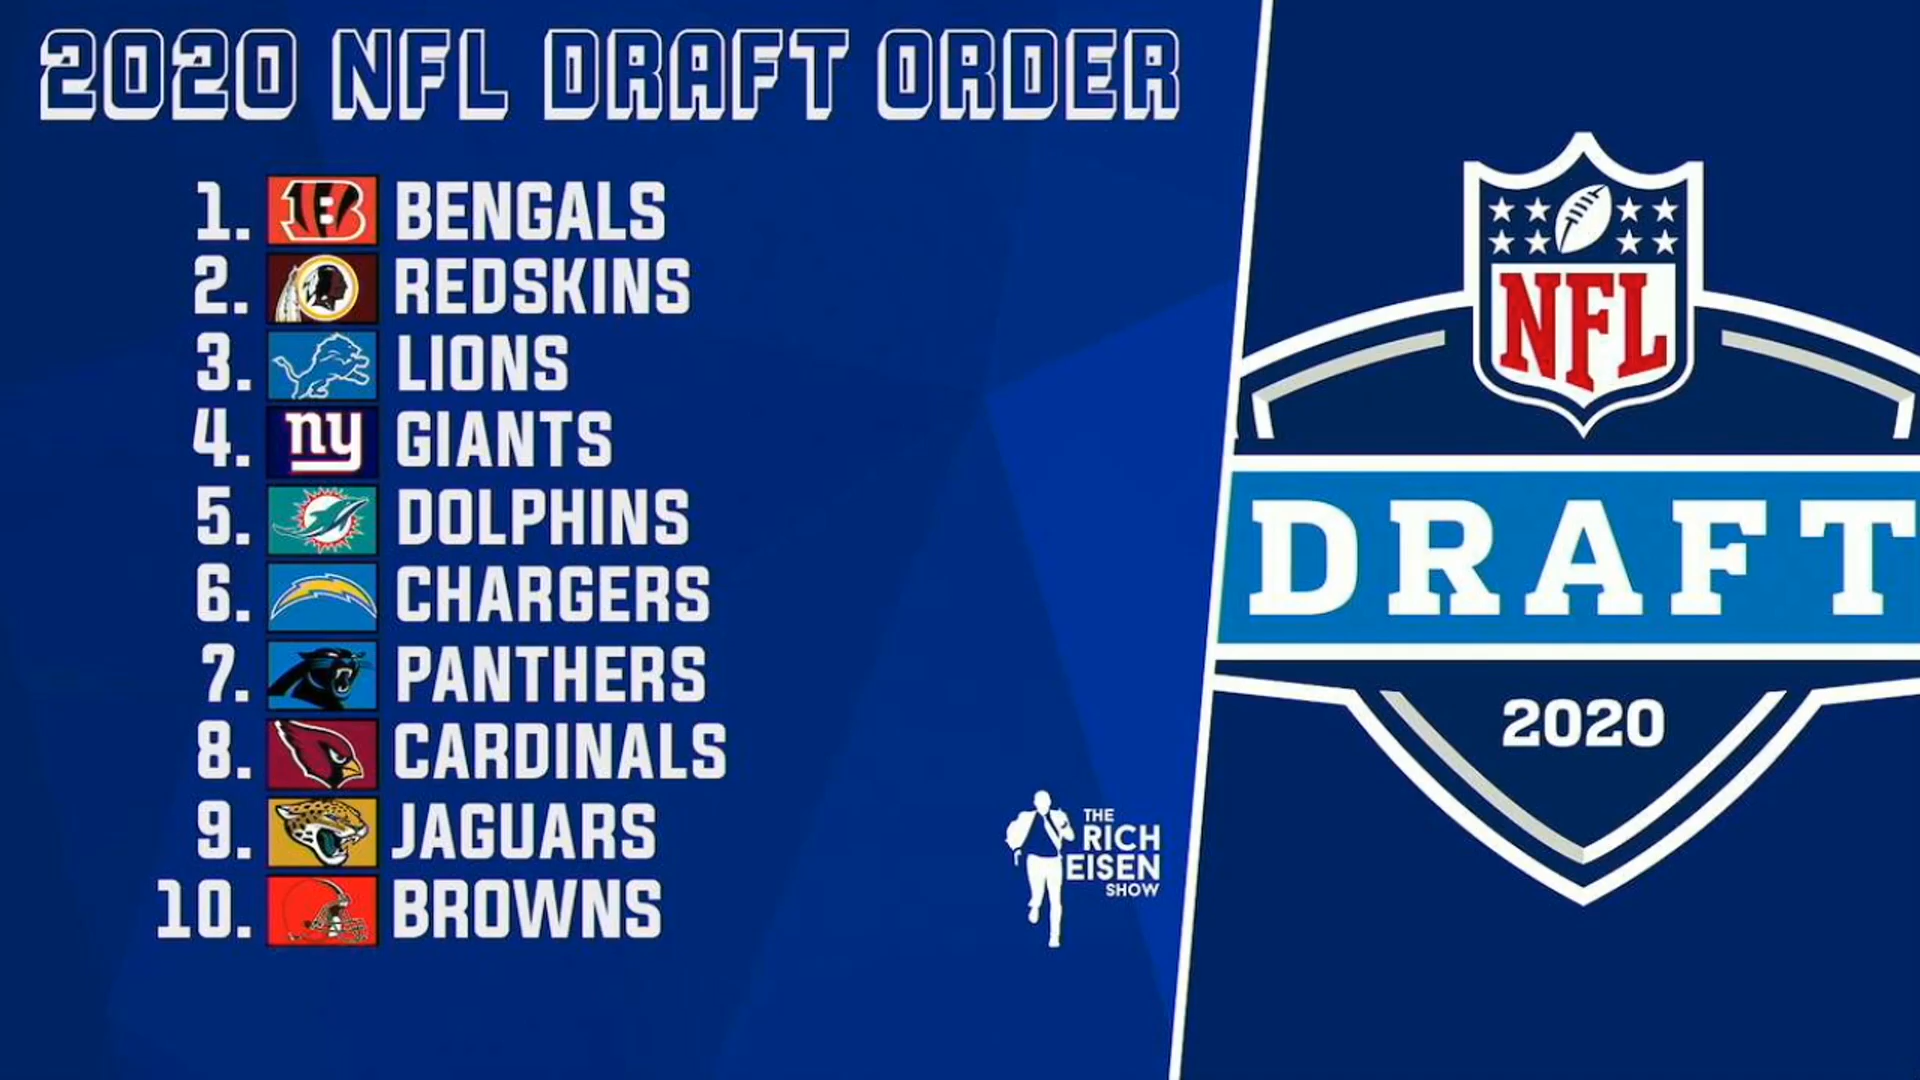 2020 NFL DRAFT ORDER
1. BENGALS
2. REDSKINS
3. LIONS
4. ny GIANTS
5. DOLPHINS
6. CHARGERS
7. PANTHERS
8. CARDINALS
9. JAGUARS
10. BROWNS
THE
RICH
EISEN
SHOW
NFL
DRAFT
2020